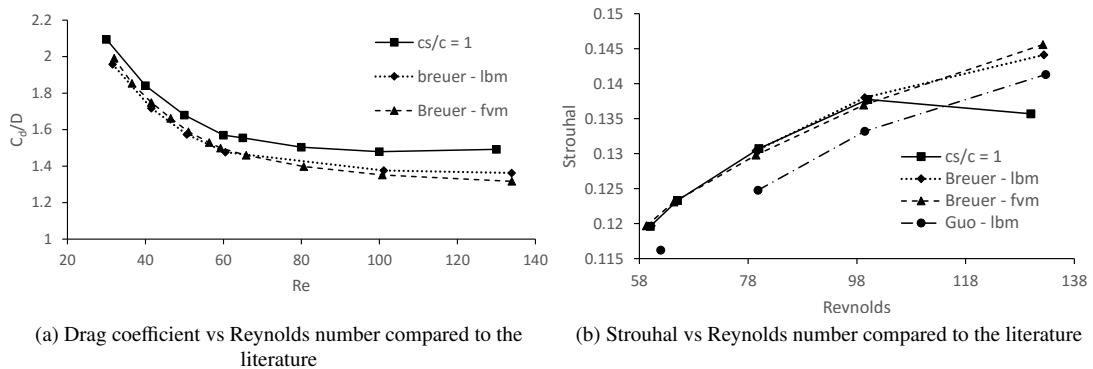 2.2
2
1.8
1.6
1.4
1.2
1
C_d/D
20 40 60 80 100 120 140
Re
cs/c = 1
breuer - lbm
Breuer - fvm
(a) Drag coefficient vs Reynolds number compared to the
literature
0.15
0.145
0.14
0.135
0.13
0.125
0.12
0.115
Strouhal
58 78 98 118 138
Reynolds
cs/c = 1
Breuer - lbm
Breuer - fvm
Guo - lbm
(b) Strouhal vs Reynolds number compared to the literature